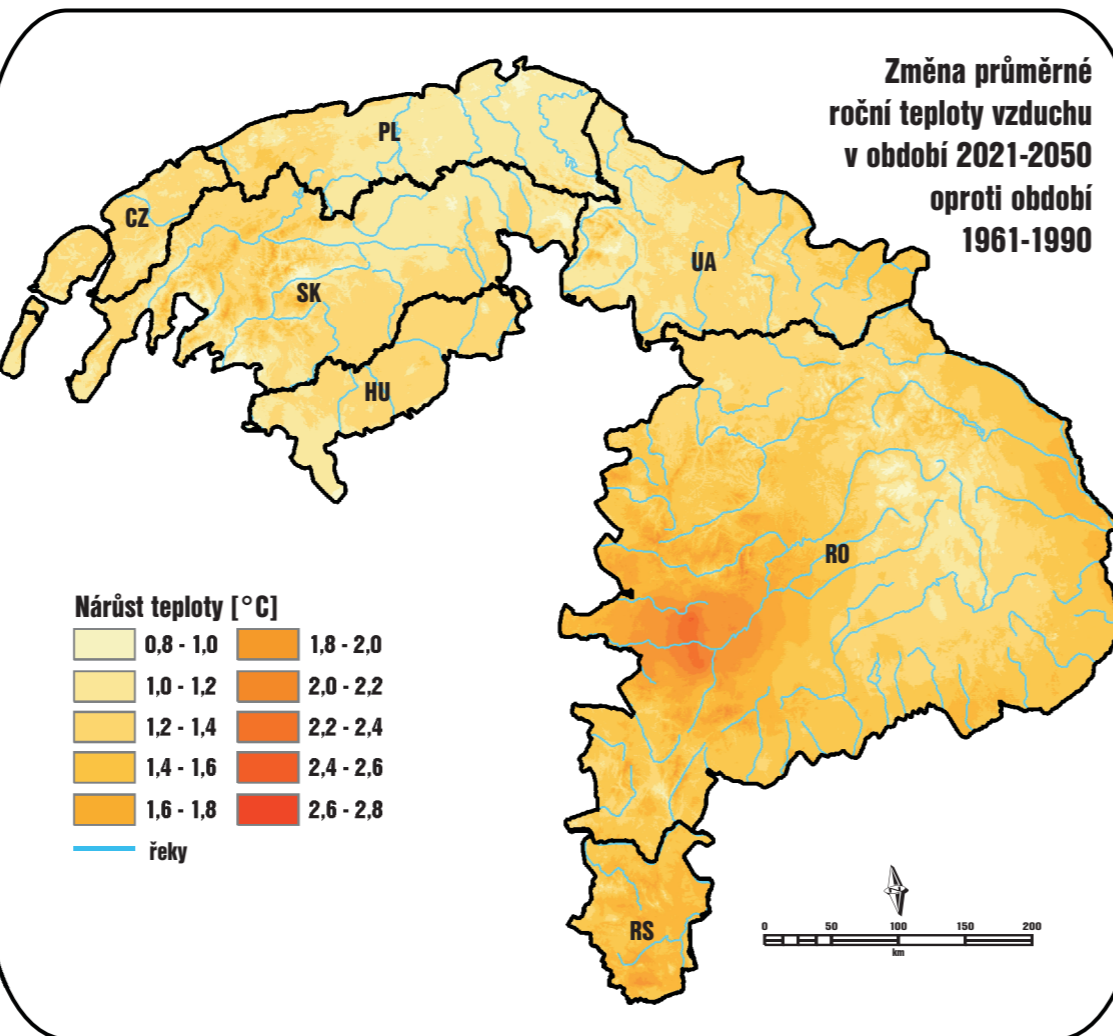 Změna průměrné
roční teploty vzduchu
v období 2021-2050
oproti období
1961-1990
PL
CZ
SK
UA
HU
RO
RS
Nárůst teploty [°C]
0,8 - 1,0
1,0 - 1,2
1,2 - 1,4
1,4 - 1,6
1,6 - 1,8
1,8 - 2,0
2,0 - 2,2
2,2 - 2,4
2,4 - 2,6
2,6 - 2,8
řeky
0 50 100 150 200
km